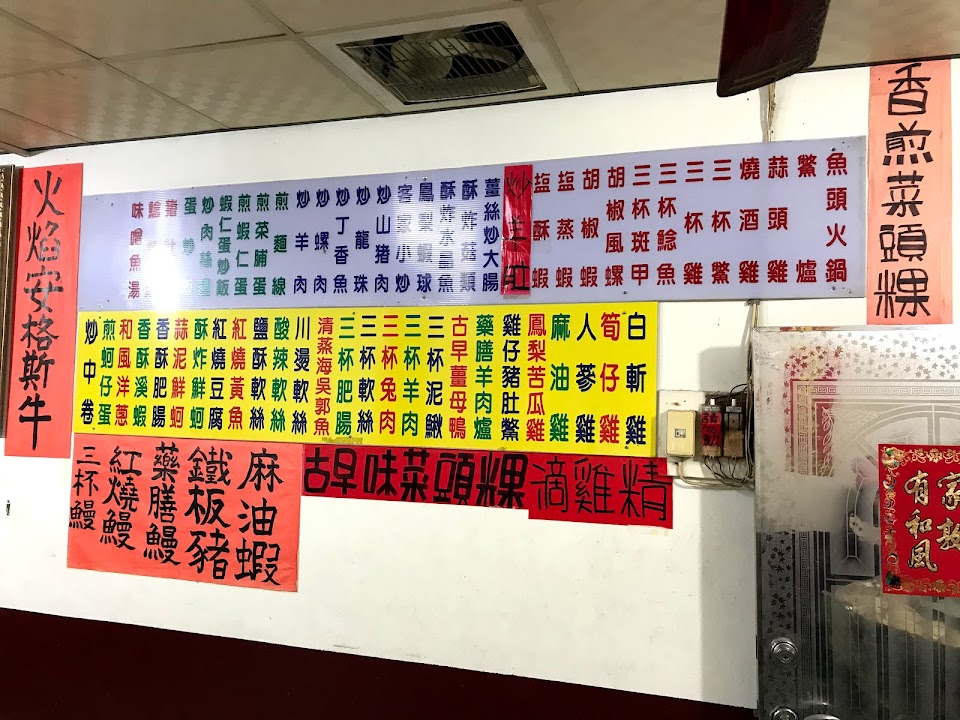 香煎菜頭粿
魚頭火鍋
鱉爐
蒜頭雞
燒酒雞
三杯鱉
三杯雞
三杯鯰魚
三杯斑甲
胡椒風螺
胡椒蝦
塩蒸蝦
塩酥蝦
薑絲炒大腸
酥炸菇類
酥炸水晶魚
鳳梨蝦球
客家小炒
炒山豬肉
炒龍珠
炒丁香魚
炒螺肉
炒羊肉
煎麵線
煎菜脯蛋
煎蝦仁蛋
蝦仁蛋炒飯
味噌魚湯
火焰安格斯牛
白斬雞
筍仔雞
人蔘雞
麻油雞
鳳梨苦瓜雞
雞仔豬肚鱉
藥膳羊肉爐
古早薑母鴨
三杯泥鰍
三杯羊肉
三杯兔肉
三杯軟絲
三杯肥腸
清蒸海吳郭魚
川燙軟絲
酸辣軟絲
鹽酥軟絲
紅燒黃魚
紅燒豆腐
酥炸鮮蚵
蒜泥鮮蚵
香酥肥腸
香酥溪蝦
和風洋蔥
煎蚵仔蛋
炒中卷
麻油蝦
鐵板豬
藥膳鰻
紅燒鰻
三杯鰻
古早味菜頭粿
滴雞精
有和風